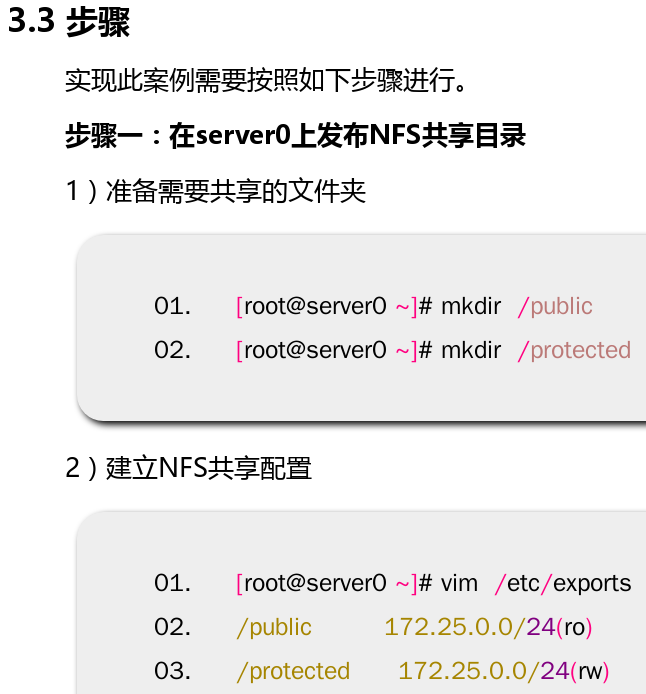 3.3 步骤
实现此案例需要按照如下步骤进行。
步骤一：在server0上发布NFS共享目录
1）准备需要共享的文件夹
01. [root@server0 ~]# mkdir /public
02. [root@server0 ~]# mkdir /protected
2）建立NFS共享配置
01. [root@server0 ~]# vim /etc/exports
02. /public 172.25.0.0/24(ro)
03. /protected 172.25.0.0/24(rw)